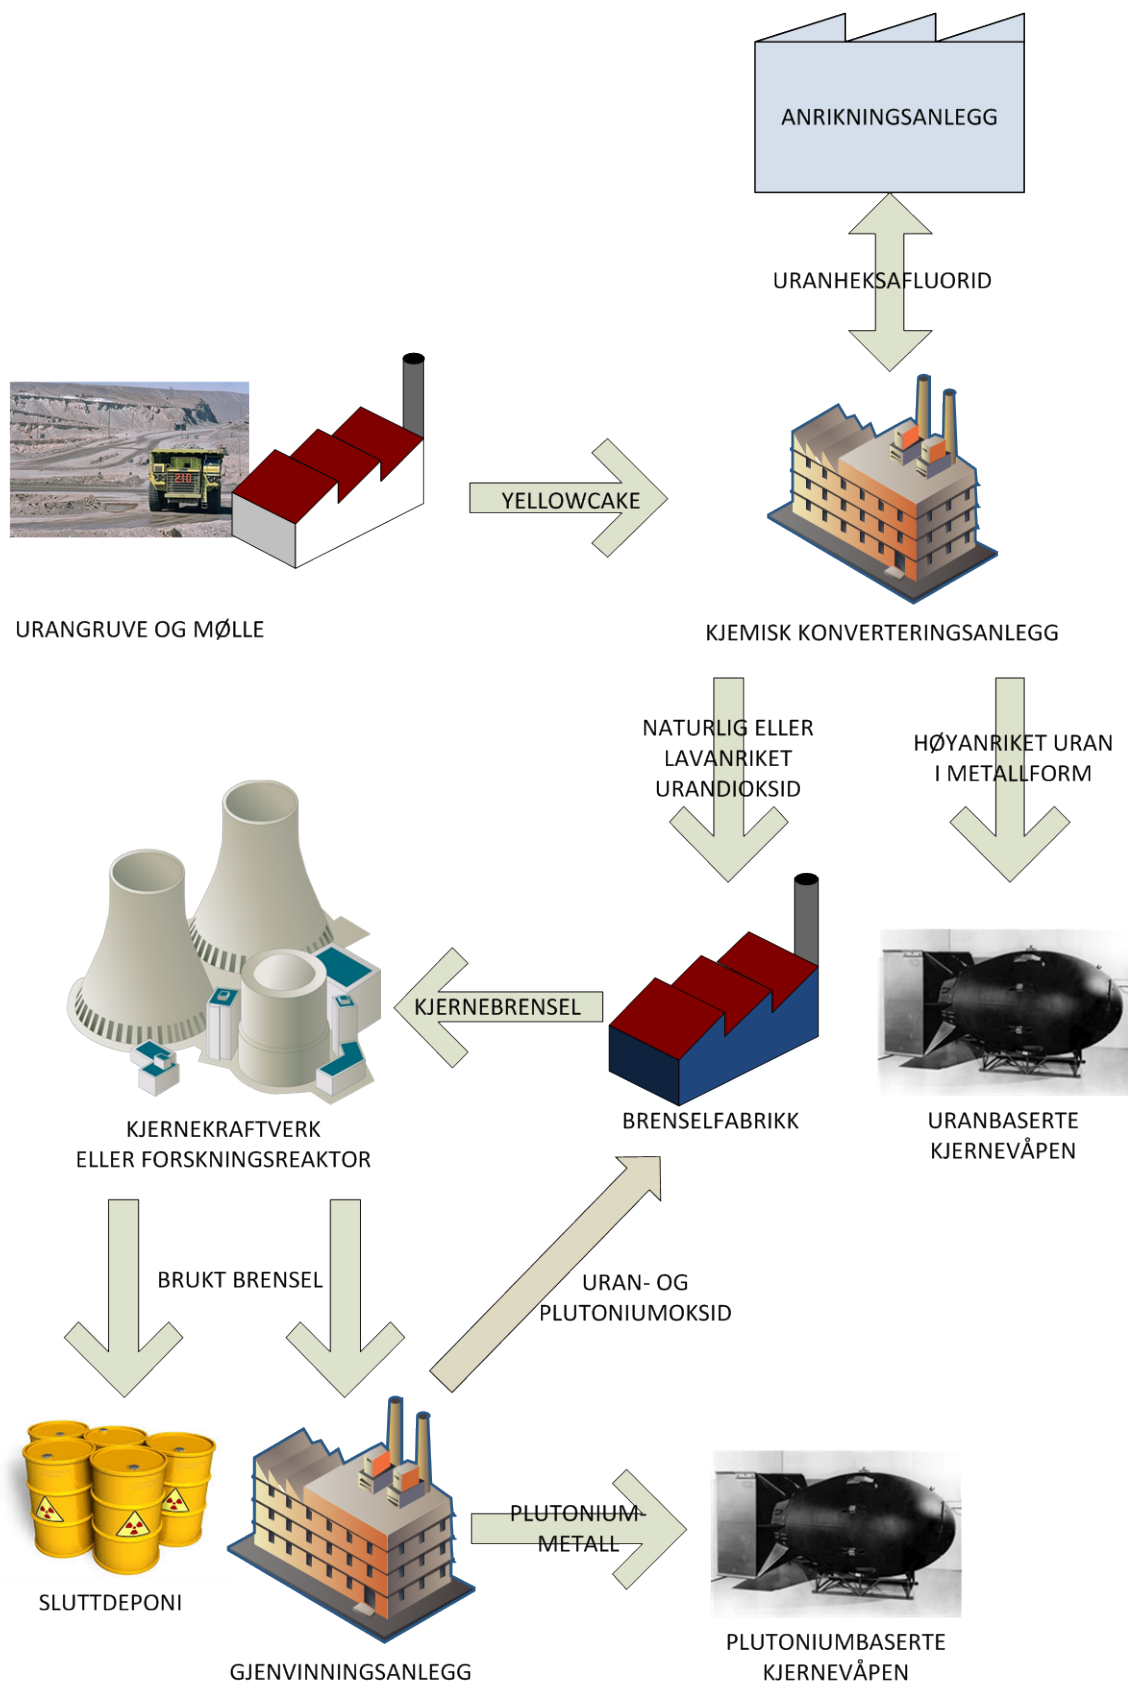 ANRIKNINGSANLEGG
URANHEKSAFLUORID
210
YELLOWCAKE
URANGRUVE OG MØLLE
KJEMISK KONVERTERINGSANLEGG
NATURLIG ELLER
LAVANRIKET
URANDIOKSID
HØYANRIKET URAN
I METALLFORM
KJERNEBRENSEL
KJERNEKRAFTVERK
ELLER FORSKNINGSREAKTOR
BRENSELFABRIKK
URANBASERTE
KJERNEVÅPEN
BRUKT BRENSEL
URAN- OG
PLUTONIUMOKSID
SLUTTDEPONI
GJENVINNINGSANLEGG
PLUTONIUM-
METALL
PLUTONIUMBASERTE
KJERNEVÅPEN